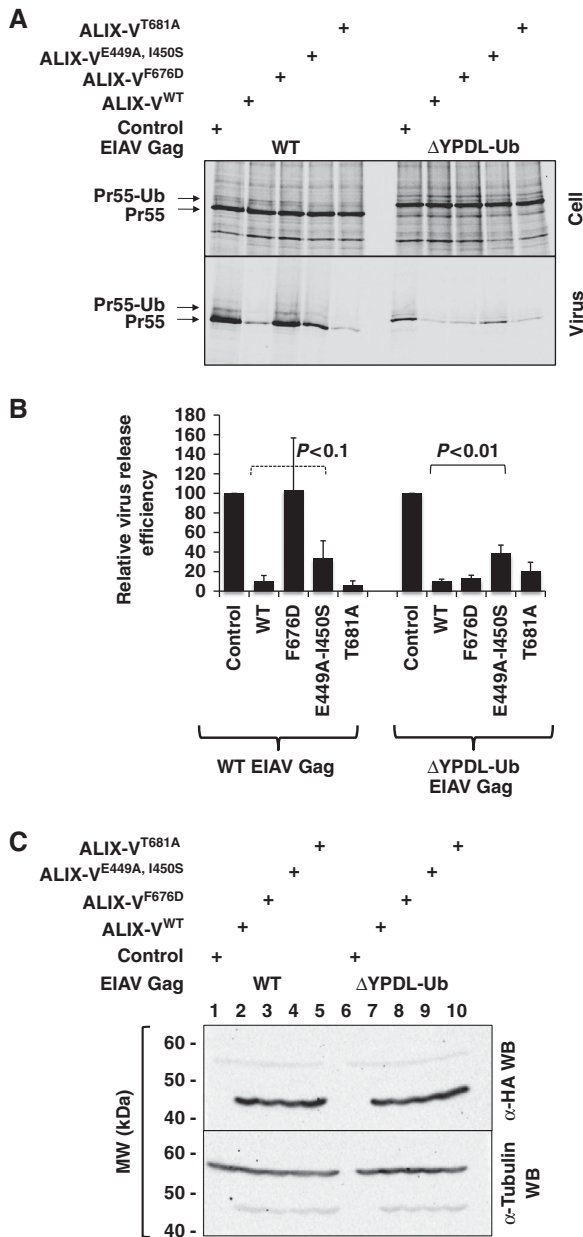 A
ALIX-V^T681A + +
ALIX-V^E449A, I450S + +
ALIX-V^F676D + +
ALIX-V^WT + +
Control + +
EIAV Gag WT ΔYPDL-Ub
Pr55-Ub
Pr55
Cell
Pr55-Ub
Pr55
Virus
B
Relative virus release
efficiency
180
160
140
120
100
80
60
40
20
0
P<0.1
P<0.01
Control WT F676D E449A-I450S T681A Control WT F676D E449A-I450S T681A
WT EIAV Gag
ΔYPDL-Ub
EIAV Gag
C
ALIX-V^T681A + +
ALIX-V^E449A, I450S + +
ALIX-V^F676D + +
ALIX-V^WT + +
Control + +
EIAV Gag WT ΔYPDL-Ub
1 2 3 4 5 6 7 8 9 10
MW (kDa)
60 -
50 -
40 -
α-HA WB
60 -
50 -
40 -
α-Tubulin
WB